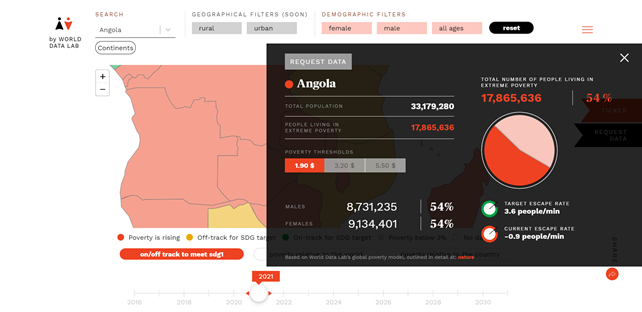 SEARCH
GEOGRAPHICAL FILTERS (SOON)
DEMOGRAPHIC FILTERS
Angola
rural
urban
female
male
all ages
reset
by WORLD
DATA LAB
Continents
+
−
REQUEST DATA
Angola
TOTAL POPULATION
33,179,280
PEOPLE LIVING IN
EXTREME POVERTY
17,865,636
POVERTY THRESHOLDS
1.90 $
3.20 $
5.50 $
MALES
8,731,235
54%
FEMALES
9,134,401
54%
Based on World Data Lab's global poverty model, outlined in detail at: nature
TOTAL NUMBER OF PEOPLE LIVING IN
EXTREME POVERTY
17,865,636
54%
TARGET ESCAPE RATE
3.6 people/min
CURRENT ESCAPE RATE
-0.9 people/min
REQUEST
DATA
SHARE
Poverty is rising
Off-track for SDG target
On-track for SDG target
Poverty below 3%
on/off track to meet sdg1
2021
2016
2018
2020
2022
2024
2026
2028
2030